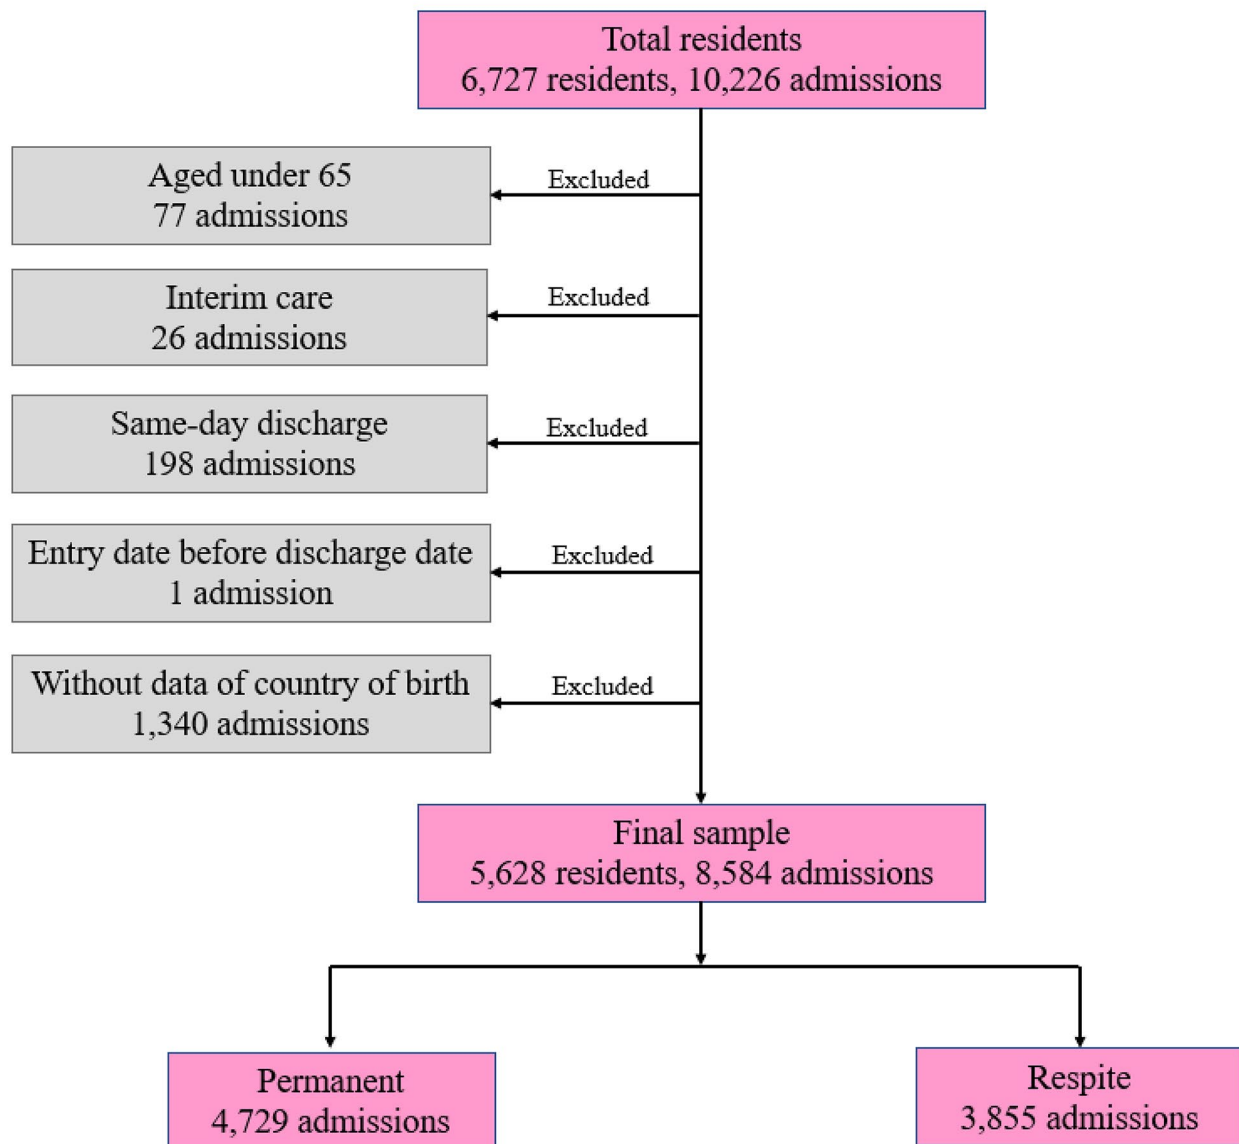 Total residents
6,727 residents, 10,226 admissions
Aged under 65
77 admissions
Excluded
Interim care
26 admissions
Excluded
Same-day discharge
198 admissions
Excluded
Entry date before discharge date
1 admission
Excluded
Without data of country of birth
1,340 admissions
Excluded
Final sample
5,628 residents, 8,584 admissions
Permanent
4,729 admissions
Respite
3,855 admissions